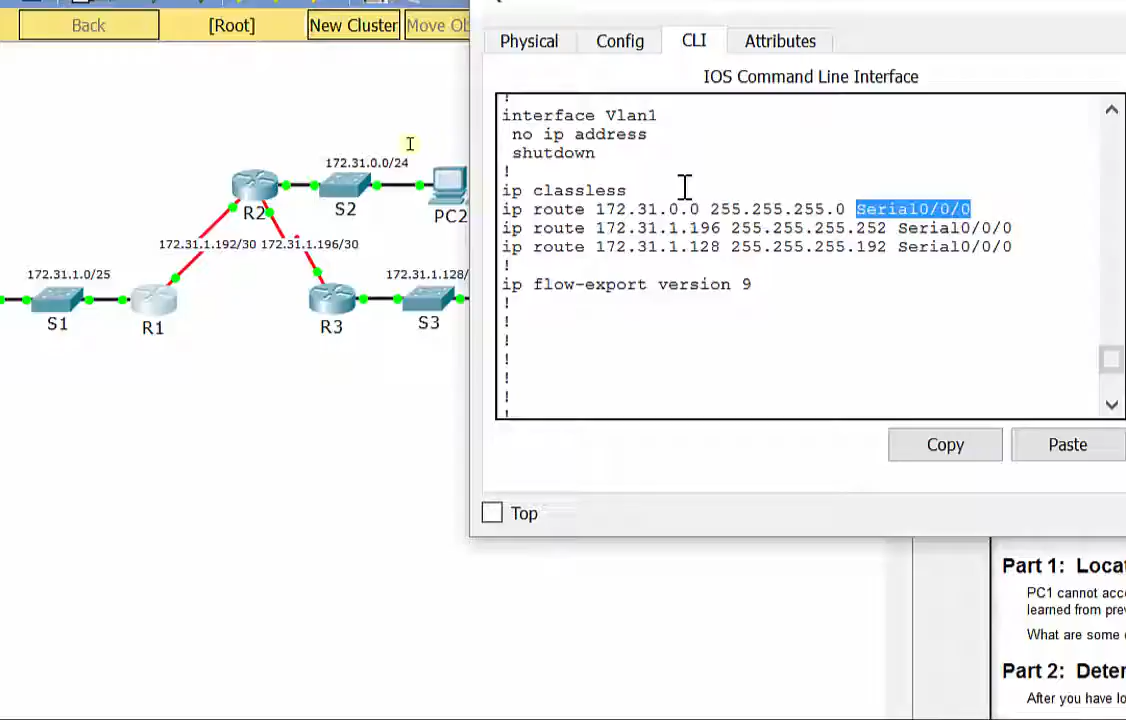 Back
[Root]
New Cluster
Move Ob
Physical
Config
CLI
Attributes
IOS Command Line Interface
!
interface Vlan1
no ip address
shutdown
!
ip classless
ip route 172.31.0.0 255.255.255.0 Serial0/0/0
ip route 172.31.1.196 255.255.255.252 Serial0/0/0
ip route 172.31.1.128 255.255.255.192 Serial0/0/0
!
ip flow-export version 9
!
!
!
!
!
!
!
Copy
Paste
Top
172.31.0.0/24
R2
S2
PC2
172.31.1.192/30
172.31.1.196/30
172.31.1.0/25
172.31.1.128/
S1
R1
R3
S3
Part 1: Loca
PC1 cannot acc
learned from pre
What are some
Part 2: Deter
After you have lo